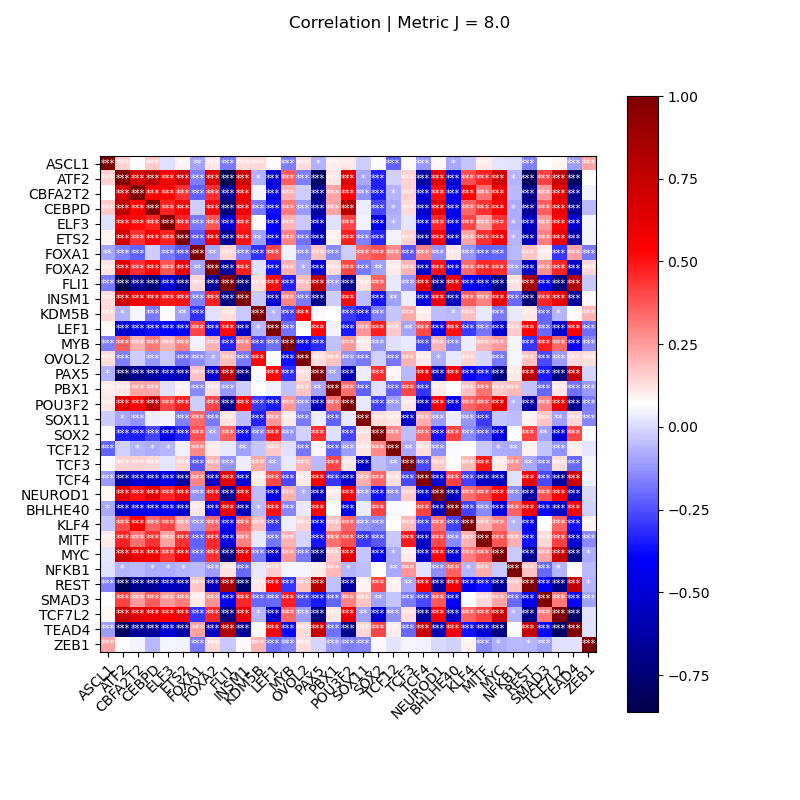 Correlation | Metric J = 8.0
ASCL1
ATF2
CBFA2T2
CEBPD
ELF3
ETS2
FOXA1
FOXA2
FLI1
INSM1
KDM5B
LEF1
MYB
OVOL2
PAX5
PBX1
POU3F2
SOX11
SOX2
TCF12
TCF3
TCF4
NEUROD1
BHLHE40
KLF4
MITF
MYC
NFKB1
REST
SMAD3
TCF7L2
TEAD4
ZEB1
ASCL1
ATF2
CBFA2T2
CEBPD
ELF3
ETS2
FOXA1
FOXA2
FLI1
INSM1
KDM5B
LEF1
MYB
OVOL2
PAX5
PBX1
POU3F2
SOX11
SOX2
TCF12
TCF3
TCF4
NEUROD1
BHLHE40
KLF4
MITF
MYC
NFKB1
REST
SMAD3
TCF7L2
TEAD4
ZEB1
1.00
0.75
0.50
0.25
0.00
−0.25
−0.50
−0.75